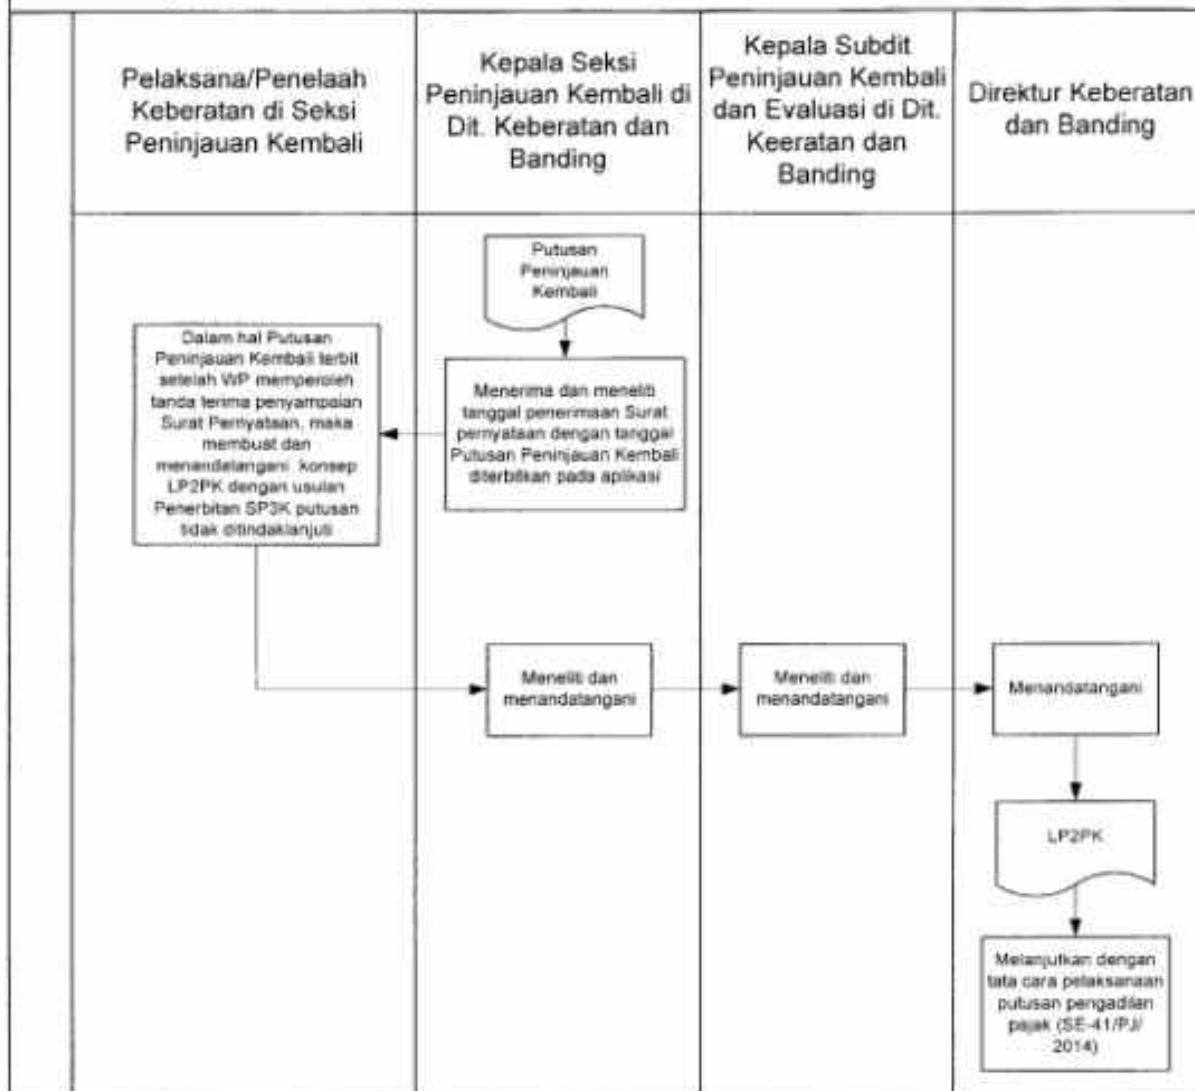 Pelaksana/Penelaah
Keberatan di Seksi
Peninjauan Kembali
Kepala Seksi
Peninjauan Kembali di
Dit. Keberatan dan
Banding
Kepala Subdit
Peninjauan Kembali
dan Evaluasi di Dit.
Keeratan dan
Banding
Direktur Keberatan
dan Banding
Putusan
Peninjauan
Kembali
Dalam hal Putusan
Peninjauan Kembali terbit
setelah WP memperoleh
tanda terima penyampaian
Surat Pernyataan, maka
membuat dan
menandatangani konsep
LP2PK dengan usulan
Penerbitan SP3K putusan
tidak ditindaklanjuti
Menerima dan meneliti
tanggal penerimaan Surat
pernyataan dengan tanggal
Putusan Peninjauan Kembali
diterbitkan pada aplikasi
Meneliti dan
menandatangani
Meneliti dan
menandatangani
Menandatangani
LP2PK
Melanjutkan dengan
tata cara pelaksanaan
putusan pengadilan
pajak (SE-41/PJ/
2014)